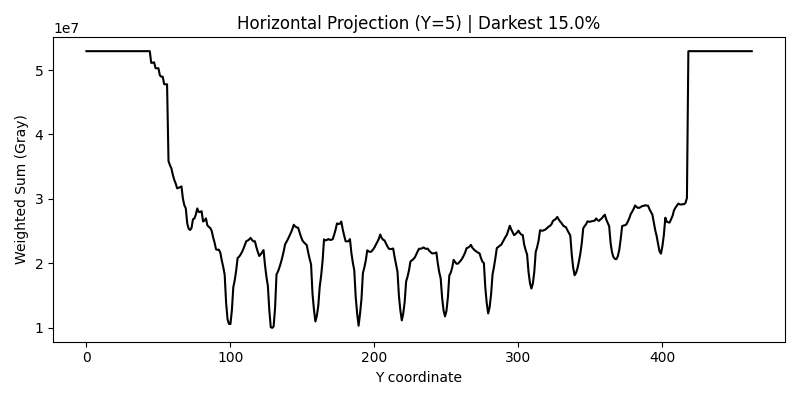 Horizontal Projection (Y=5) | Darkest 15.0%
1e7
5
4
3
2
1
Weighted Sum (Gray)
0 100 200 300 400
Y coordinate